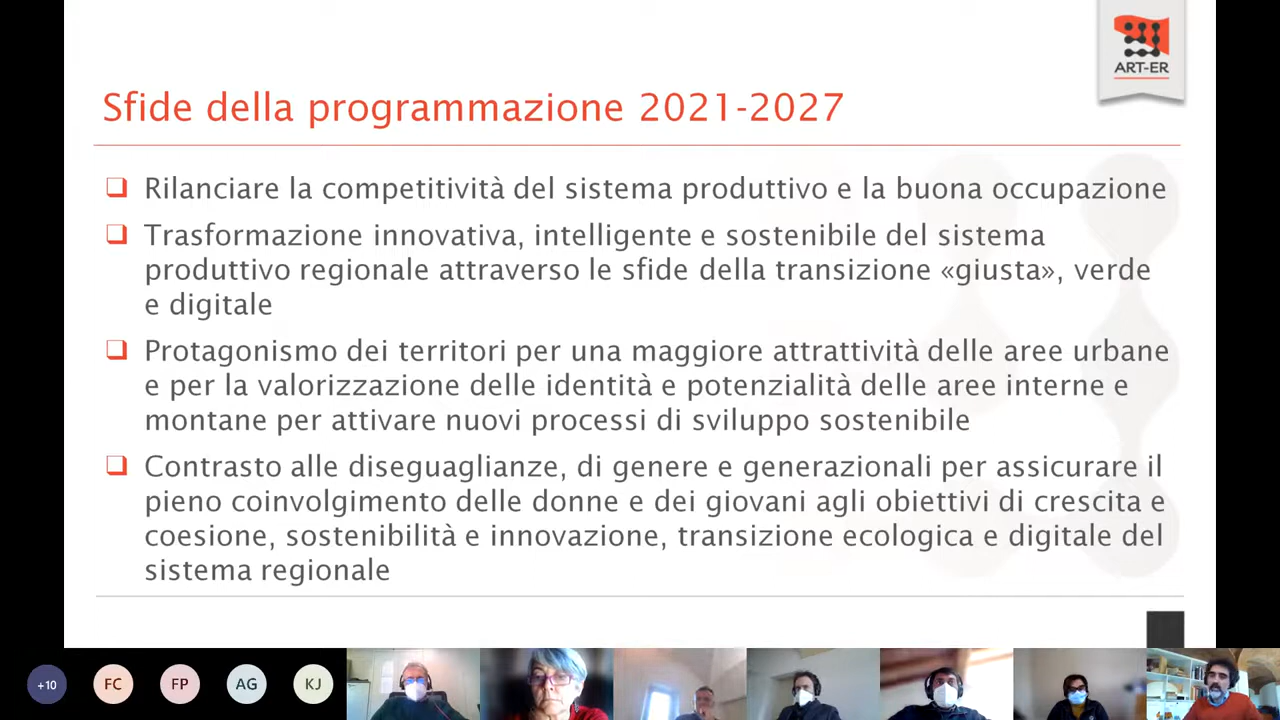 ART-ER
Sfide della programmazione 2021-2027
Rilanciare la competitività del sistema produttivo e la buona occupazione
Trasformazione innovativa, intelligente e sostenibile del sistema
produttivo regionale attraverso le sfide della transizione «giusta», verde
e digitale
Protagonismo dei territori per una maggiore attrattività delle aree urbane
e per la valorizzazione delle identità e potenzialità delle aree interne e
montane per attivare nuovi processi di sviluppo sostenibile
Contrasto alle diseguaglianze, di genere e generazionali per assicurare il
pieno coinvolgimento delle donne e dei giovani agli obiettivi di crescita e
coesione, sostenibilità e innovazione, transizione ecologica e digitale del
sistema regionale
+10 FC FP AG KJ